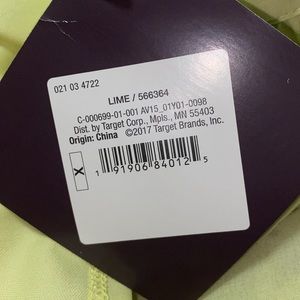 021 03 4722
LIME / 566364
C-000699-01-001 AV15_01Y01-0098
Dist. by Target Corp., Mpls., MN 55403
Origin: China ©2017 Target Brands, Inc.
X
1 91906 84012 5